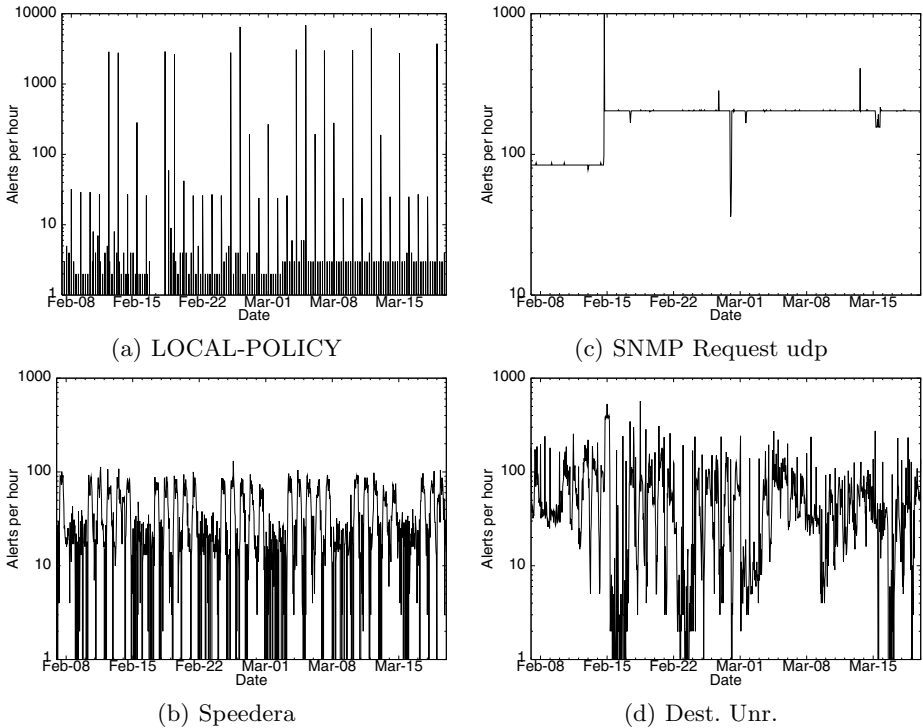 10000
1000
100
10
1
Alerts per hour
Feb-08 Feb-15 Feb-22 Mar-01 Mar-08 Mar-15
Date
(a) LOCAL-POLICY
1000
100
10
Alerts per hour
Feb-08 Feb-15 Feb-22 Mar-01 Mar-08 Mar-15
Date
(c) SNMP Request udp
1000
100
10
1
Alerts per hour
Feb-08 Feb-15 Feb-22 Mar-01 Mar-08 Mar-15
Date
(b) Speedera
1000
100
10
1
Alerts per hour
Feb-08 Feb-15 Feb-22 Mar-01 Mar-08 Mar-15
Date
(d) Dest. Unr.